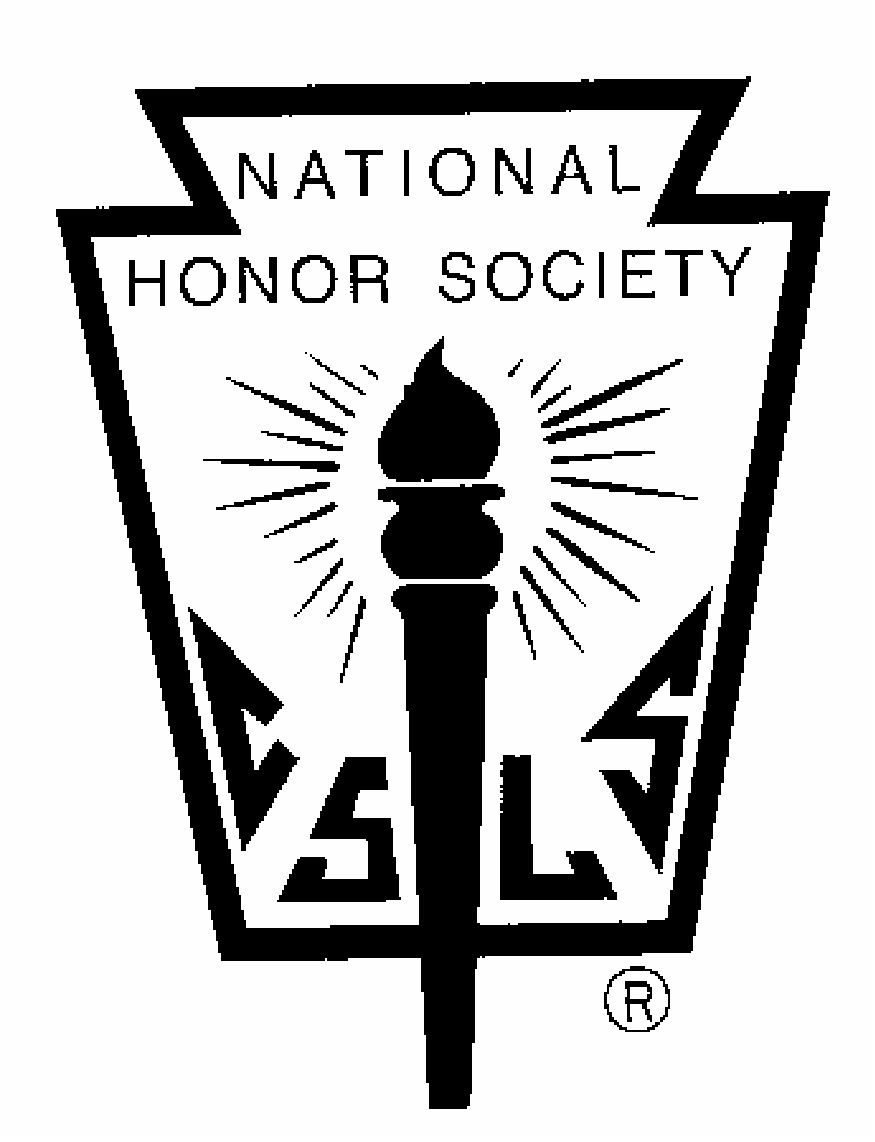 NATIONAL
HONOR SOCIETY
C S L S
®